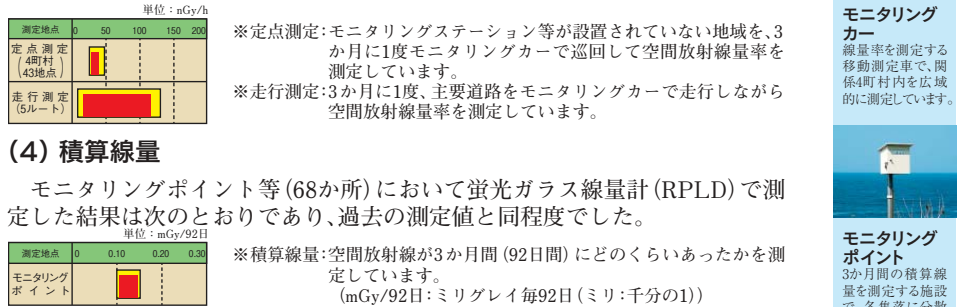 単位：nGy/h
測定地点 0 50 100 150 200
定点測定
(4町村
43地点)
走行測定
(5ルート)
※定点測定：モニタリングステーション等が設置されていない地域を、3
か月に1度モニタリングカーで巡回して空間放射線量率を
測定しています。
※走行測定：3か月に1度、主要道路をモニタリングカーで走行しながら
空間放射線量率を測定しています。
(4) 積算線量
モニタリングポイント等(68か所)において蛍光ガラス線量計(RPLD)で測
定した結果は次のとおりであり、過去の測定値と同程度でした。
単位：mGy/92日
測定地点 0 0.10 0.20 0.30
モニタリング
ポイント
※積算線量：空間放射線が3か月間(92日間)にどのくらいあったかを測
定しています。
(mGy/92日：ミリグレイ毎92日(ミリ：千分の1))
モニタリング
カー
線量率を測定する
移動測定車で、関
係4町村内を広域
的に測定しています。
モニタリング
ポイント
3か月間の積算線
量を測定する施設
で、各集落に分散